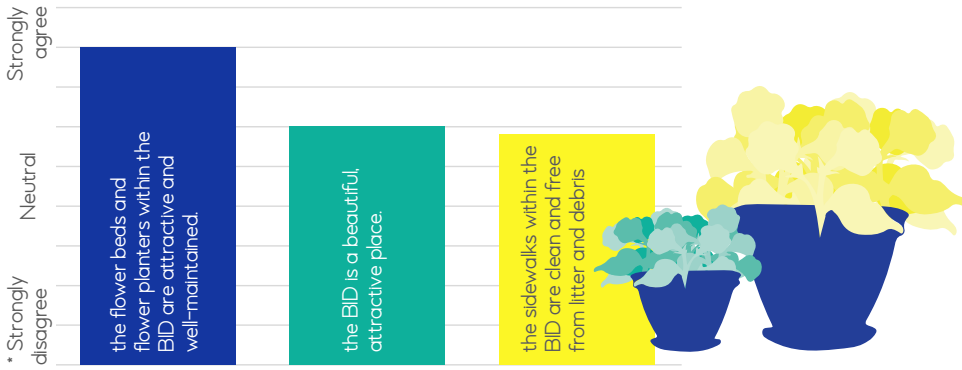 Strongly
agree
Neutral
* Strongly
disagree
the flower beds and
flower planters within the
BID are attractive and
well-maintained.
the BID is a beautiful,
attractive place.
the sidewalks within the
BID are clean and free
from litter and debris